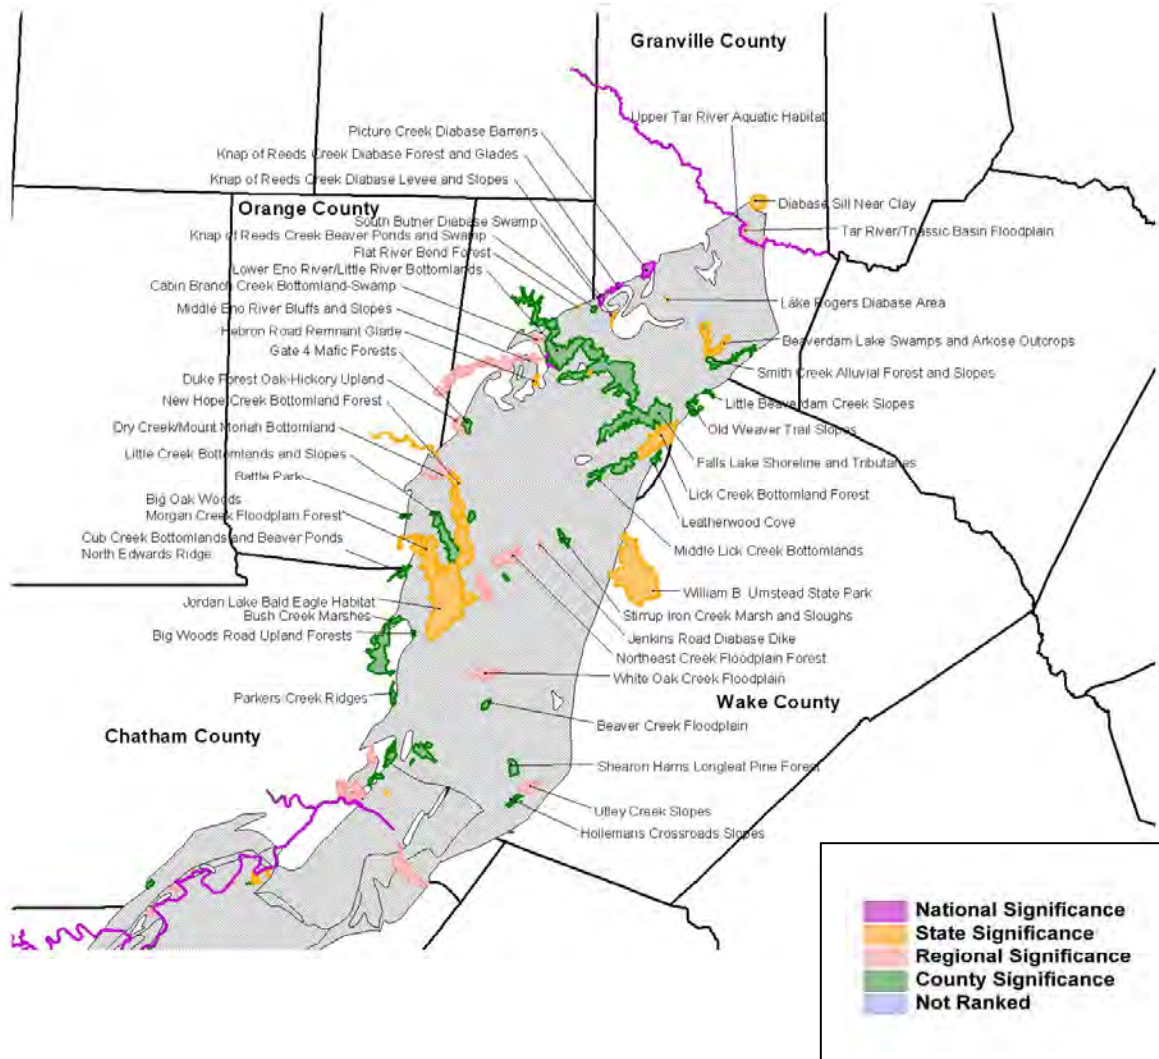 Granville County
Upper Tar River Aquatic Habitat
Picture Creek Diabase Barrens
Knap of Reeds Creek Diabase Forest and Glades
Knap of Reeds Creek Diabase Levee and Slopes
Diabase Sill Near Clay
Orange County
South Butner Diabase Swamp
Tar River/Triassic Basin Floodplain
Knap of Reeds Creek Beaver Ponds and Swamp
Flat River Bend Forest
Lower Eno River/Little River Bottomlands
Cabin Branch Creek Bottomland-Swamp
Lake Rogers Diabase Area
Middle Eno River Bluffs and Slopes
Hebron Road Remnant Glade
Beaverdam Lake Swamps and Arkose Outcrops
Gate 4 Mafic Forests
Smith Creek Alluvial Forest and Slopes
Duke Forest Oak-Hickory Upland
New Hope Creek Bottomland Forest
Little Beaverdam Creek Slopes
Dry Creek/Mount Moriah Bottomland
Old Weaver Trail Slopes
Little Creek Bottomlands and Slopes
Falls Lake Shoreline and Tributaries
Battle Park
Big Oak Woods
Lick Creek Bottomland Forest
Morgan Creek Floodplain Forest
Leatherwood Cove
Cub Creek Bottomlands and Beaver Ponds
North Edwards Ridge
Middle Lick Creek Bottomlands
William B. Umstead State Park
Jordan Lake Bald Eagle Habitat
Bush Creek Marshes
Stirrup Iron Creek Marsh and Sloughs
Big Woods Road Upland Forests
Jenkins Road Diabase Dike
Northeast Creek Floodplain Forest
White Oak Creek Floodplain
Parkers Creek Ridges
Wake County
Beaver Creek Floodplain
Chatham County
Shearon Harris Longleaf Pine Forest
Utley Creek Slopes
Hollemans Crossroads Slopes
National Significance
State Significance
Regional Significance
County Significance
Not Ranked